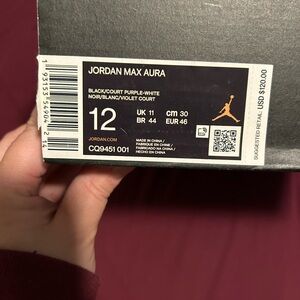 JORDAN MAX AURA
BLACK/COURT PURPLE-WHITE
NOIR/BLANC/VIOLET COURT
12
UK 11
cm 30
BR 44
EUR 46
JORDAN.COM
CQ9451 001
MADE IN CHINA /
FABRIQUE EN CHINE /
FABRICADO NA CHINA /
HECHO EN CHINA
SUGGESTED RETAIL: USD $120.00